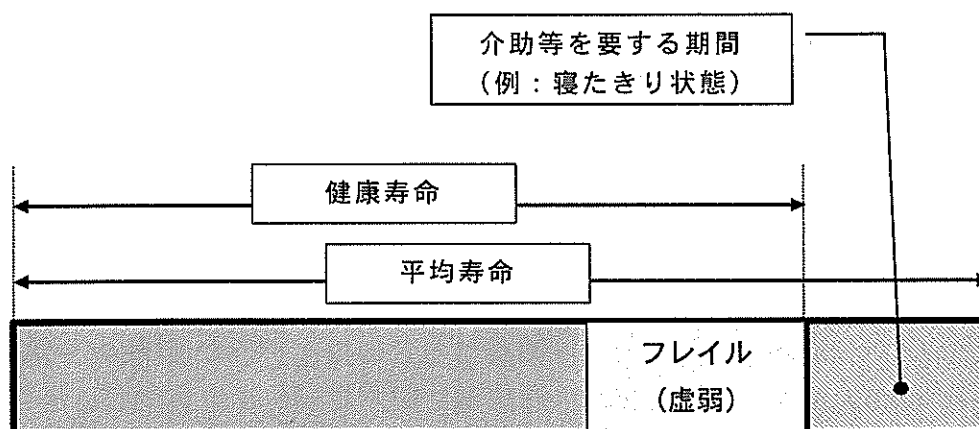 介助等を要する期間
（例：寝たきり状態）
健康寿命
平均寿命
フレイル
（虚弱）